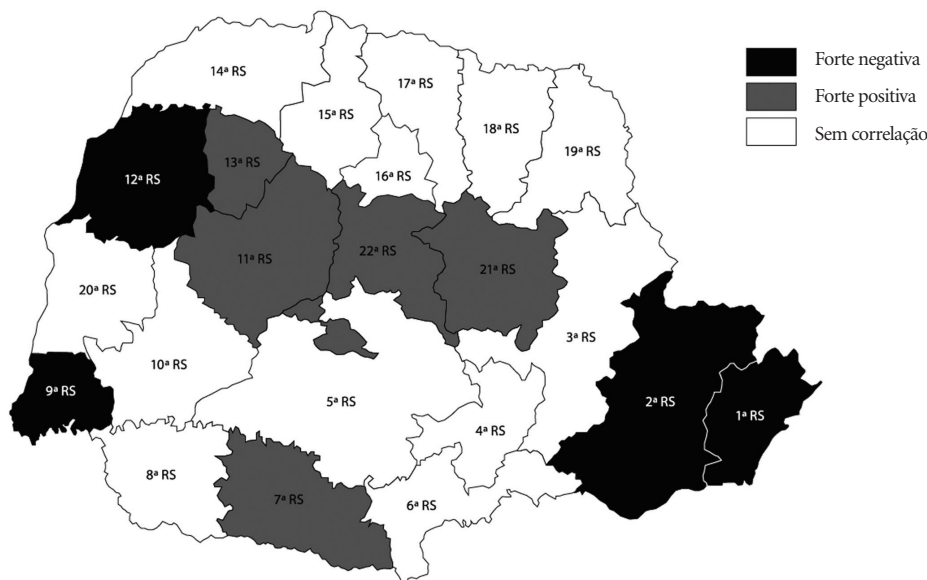 Forte negativa
Forte positiva
Sem correlação
14ª RS
17ª RS
15ª RS
18ª RS
19ª RS
13ª RS
12ª RS
16ª RS
22ª RS
11ª RS
21ª RS
20ª RS
3ª RS
10ª RS
9ª RS
5ª RS
2ª RS
1ª RS
4ª RS
8ª RS
7ª RS
6ª RS